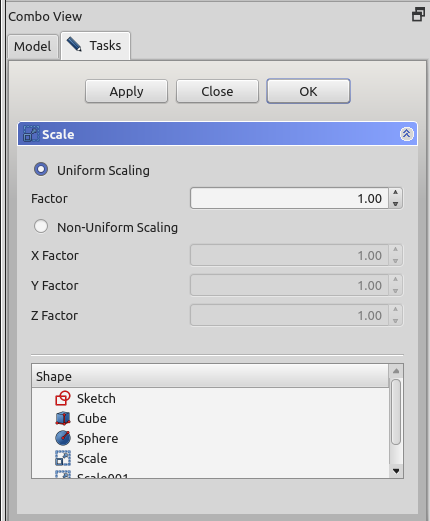 Combo View
Model Tasks
Apply Close OK
Scale
Uniform Scaling
Factor 1.00
Non-Uniform Scaling
X Factor 1.00
Y Factor 1.00
Z Factor 1.00
Shape
Sketch
Cube
Sphere
Scale
Scale001